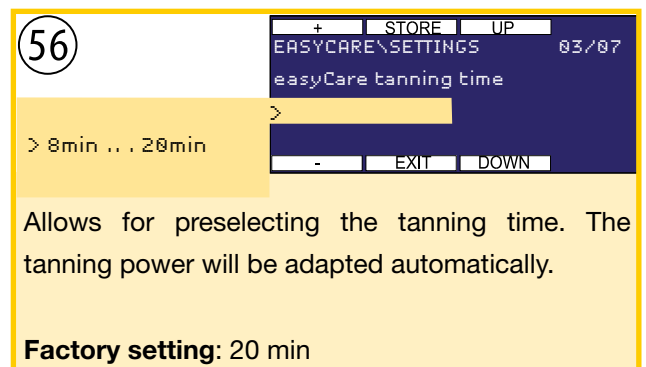 56
+ STORE UP
EASYCARE\SETTINGS 03/07
easyCare tanning time
>
- EXIT DOWN
> 8min ... 20min
Allows for preselecting the tanning time. The
tanning power will be adapted automatically.
Factory setting: 20 min